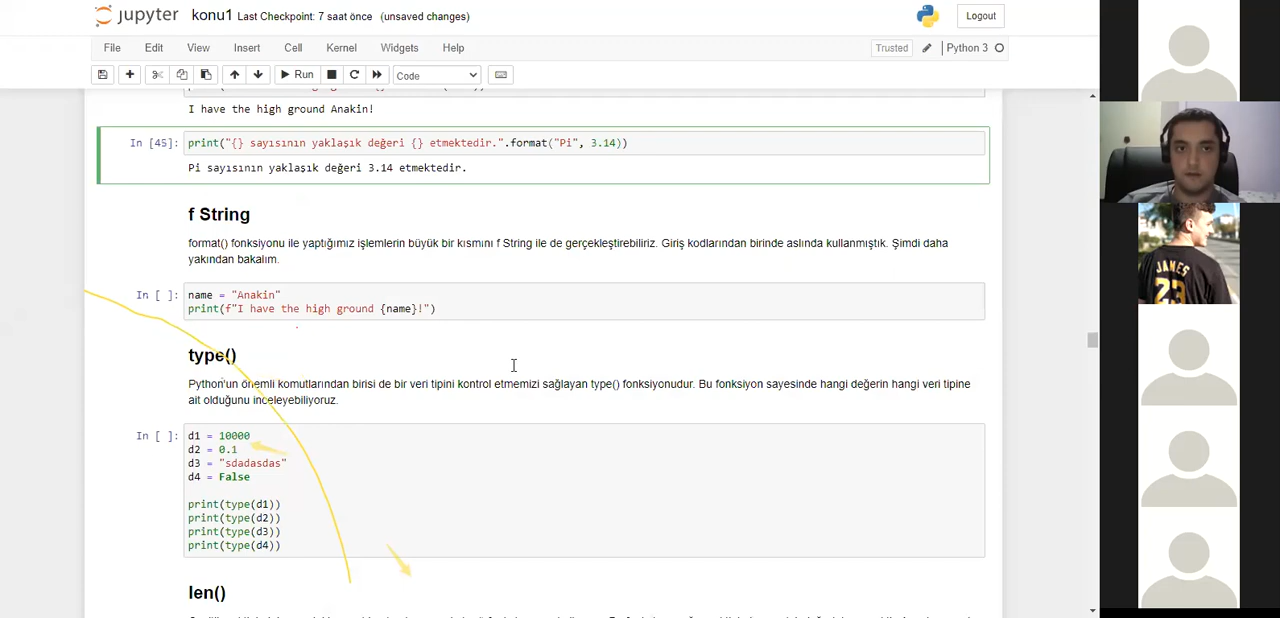 jupyter konu1 Last Checkpoint: 7 saat önce (unsaved changes)
Logout
File Edit View Insert Cell Kernel Widgets Help
Trusted
Python 3
Run
Code
I have the high ground Anakin!
In [45]: print("{} sayısının yaklaşık değeri {} etmektedir.".format("Pi", 3.14))
Pi sayısının yaklaşık değeri 3.14 etmektedir.
f String
format() fonksiyonu ile yaptığımız işlemlerin büyük bir kısmını f String ile de gerçekleştirebiliriz. Giriş kodlarından birinde aslında kullanmıştık. Şimdi daha
yakından bakalım.
In [ ]: name = "Anakin"
print(f"I have the high ground {name}!")
type()
Python'un önemli komutlarından birisi de bir veri tipini kontrol etmemizi sağlayan type() fonksiyonudur. Bu fonksiyon sayesinde hangi değerin hangi veri tipine
ait olduğunu inceleyebiliyoruz.
In [ ]: d1 = 10000
d2 = 0.1
d3 = "sdadasdas"
d4 = False
print(type(d1))
print(type(d2))
print(type(d3))
print(type(d4))
len()
JAMES
23